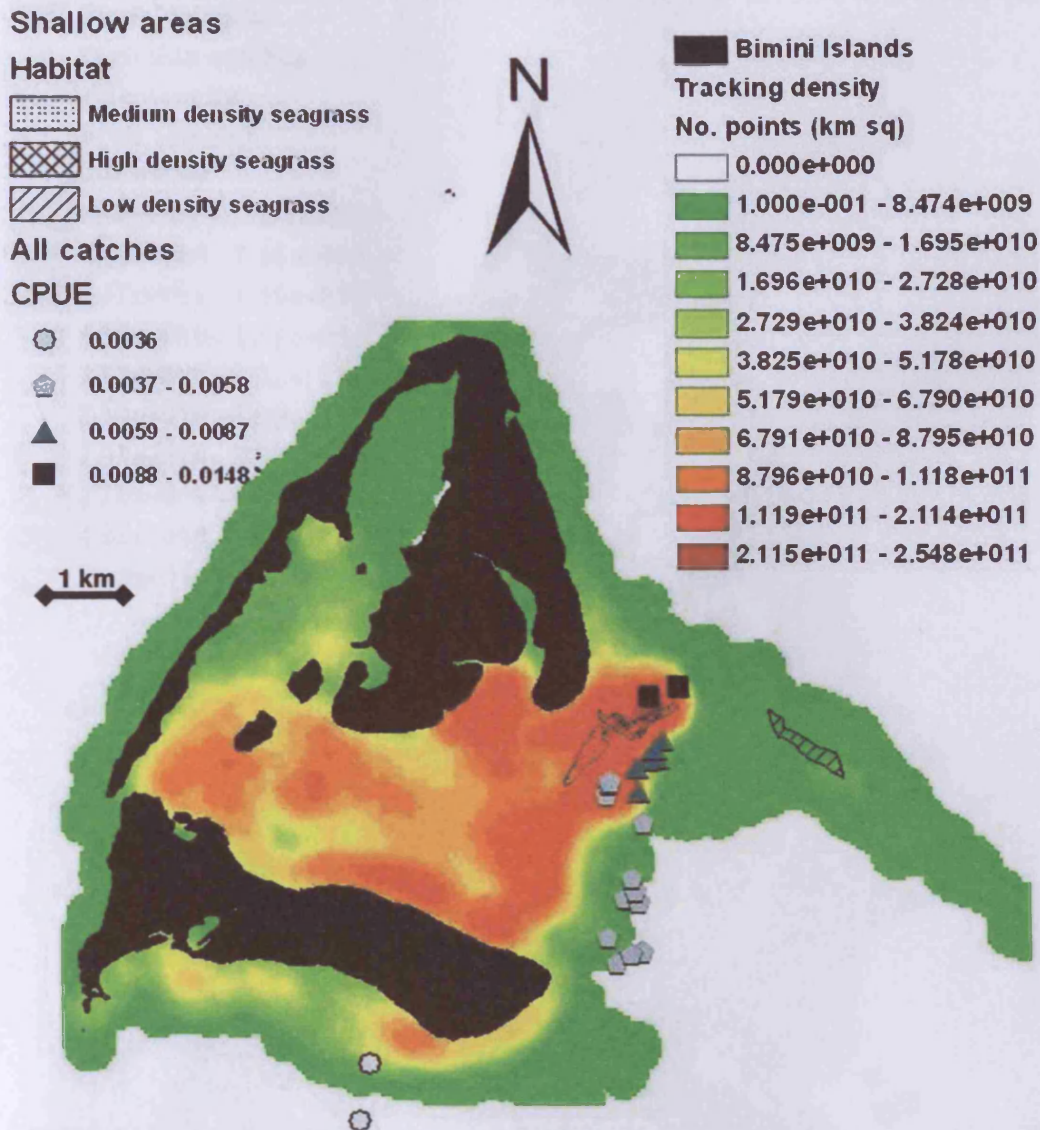 Shallow areas
Habitat
Medium density seagrass
High density seagrass
Low density seagrass
All catches
CPUE
0.0036
0.0037 - 0.0058
0.0059 - 0.0087
0.0088 - 0.0148
1 km
N
Bimini Islands
Tracking density
No. points (km sq)
0.000e+000
1.000e-001 - 8.474e+009
8.475e+009 - 1.695e+010
1.696e+010 - 2.728e+010
2.729e+010 - 3.824e+010
3.825e+010 - 5.178e+010
5.179e+010 - 6.790e+010
6.791e+010 - 8.795e+010
8.796e+010 - 1.118e+011
1.119e+011 - 2.114e+011
2.115e+011 - 2.548e+011